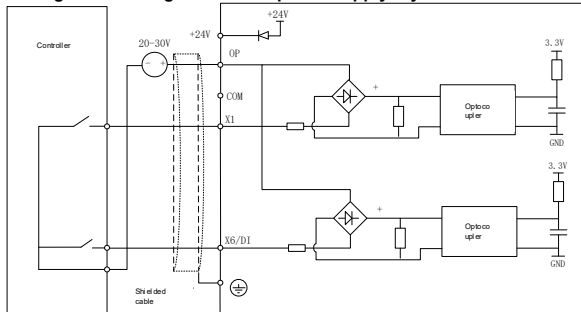 +24V
+24V
Controller
20-30V
OP
3.3V
- +
+
COM
Optoco
upler
X1
GND
3.3V
+
Optoco
upler
X6/DI
GND
Shielded
cable